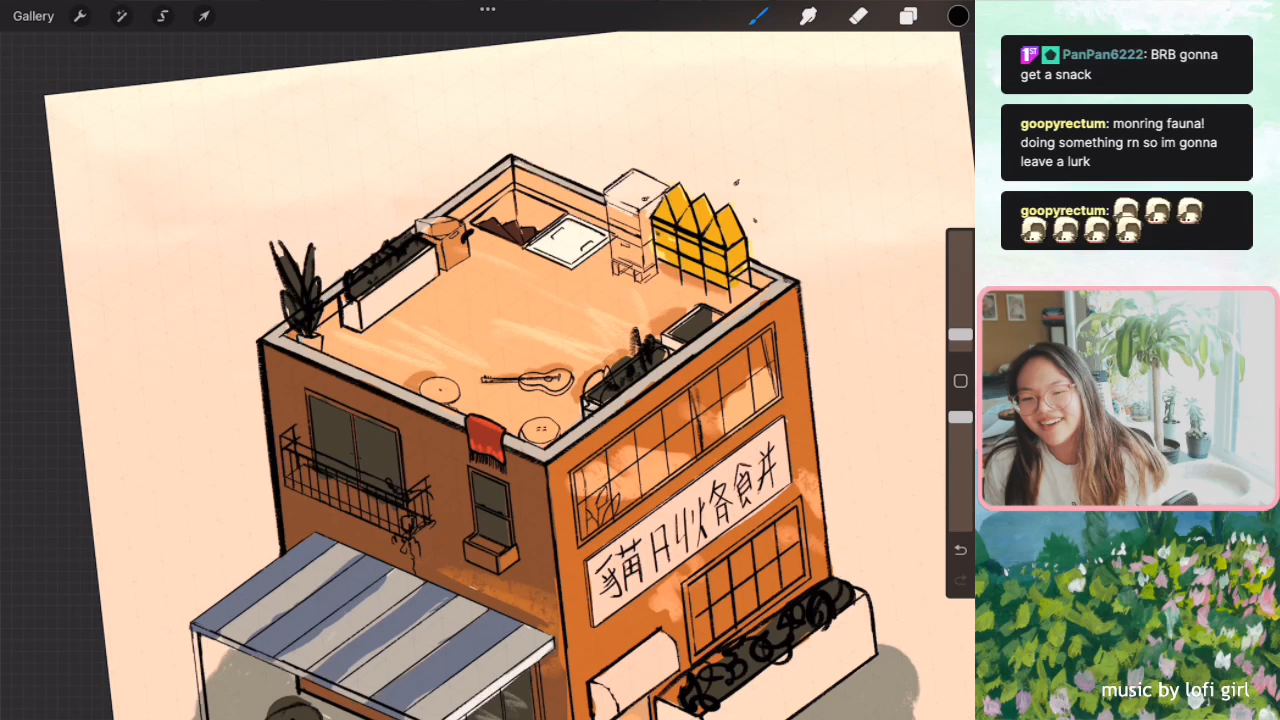 Gallery
1ST PanPan6222: BRB gonna
get a snack
goopyrectum: monring fauna!
doing something rn so im gonna
leave a lurk
goopyrectum:
music by lofi girl